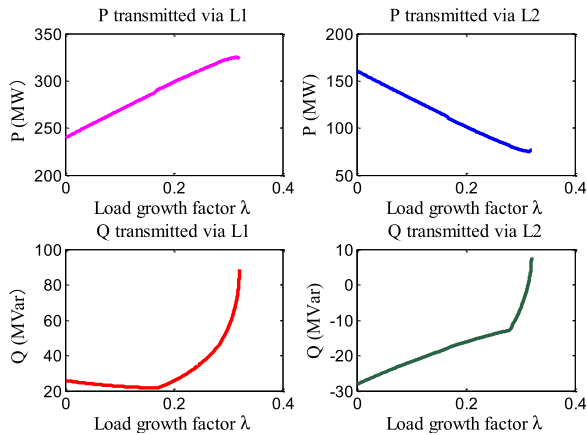 P transmitted via L1
P transmitted via L2
350
300
250
200
P (MW)
0
0.2
0.4
Load growth factor λ
200
150
100
50
P (MW)
0
0.2
0.4
Load growth factor λ
Q transmitted via L1
Q transmitted via L2
100
80
60
40
20
Q (MVar)
0
0.2
0.4
Load growth factor λ
10
0
-10
-20
-30
Q (MVar)
0
0.2
0.4
Load growth factor λ